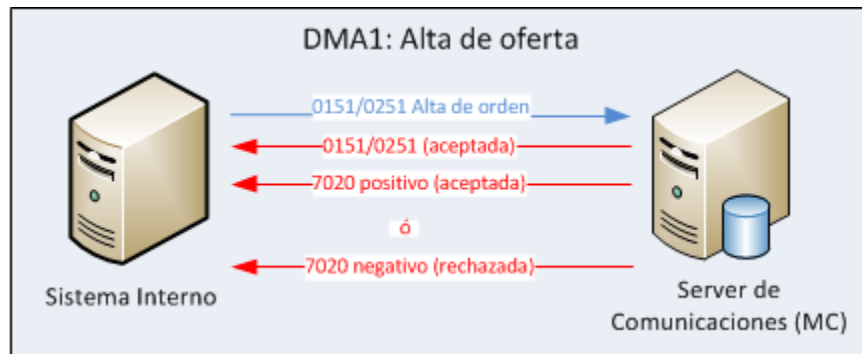 DMA1: Alta de oferta
0151/0251 Alta de orden
0151/0251 (aceptada)
7020 positivo (aceptada)
ó
7020 negativo (rechazada)
Sistema Interno
Server de
Comunicaciones (MC)